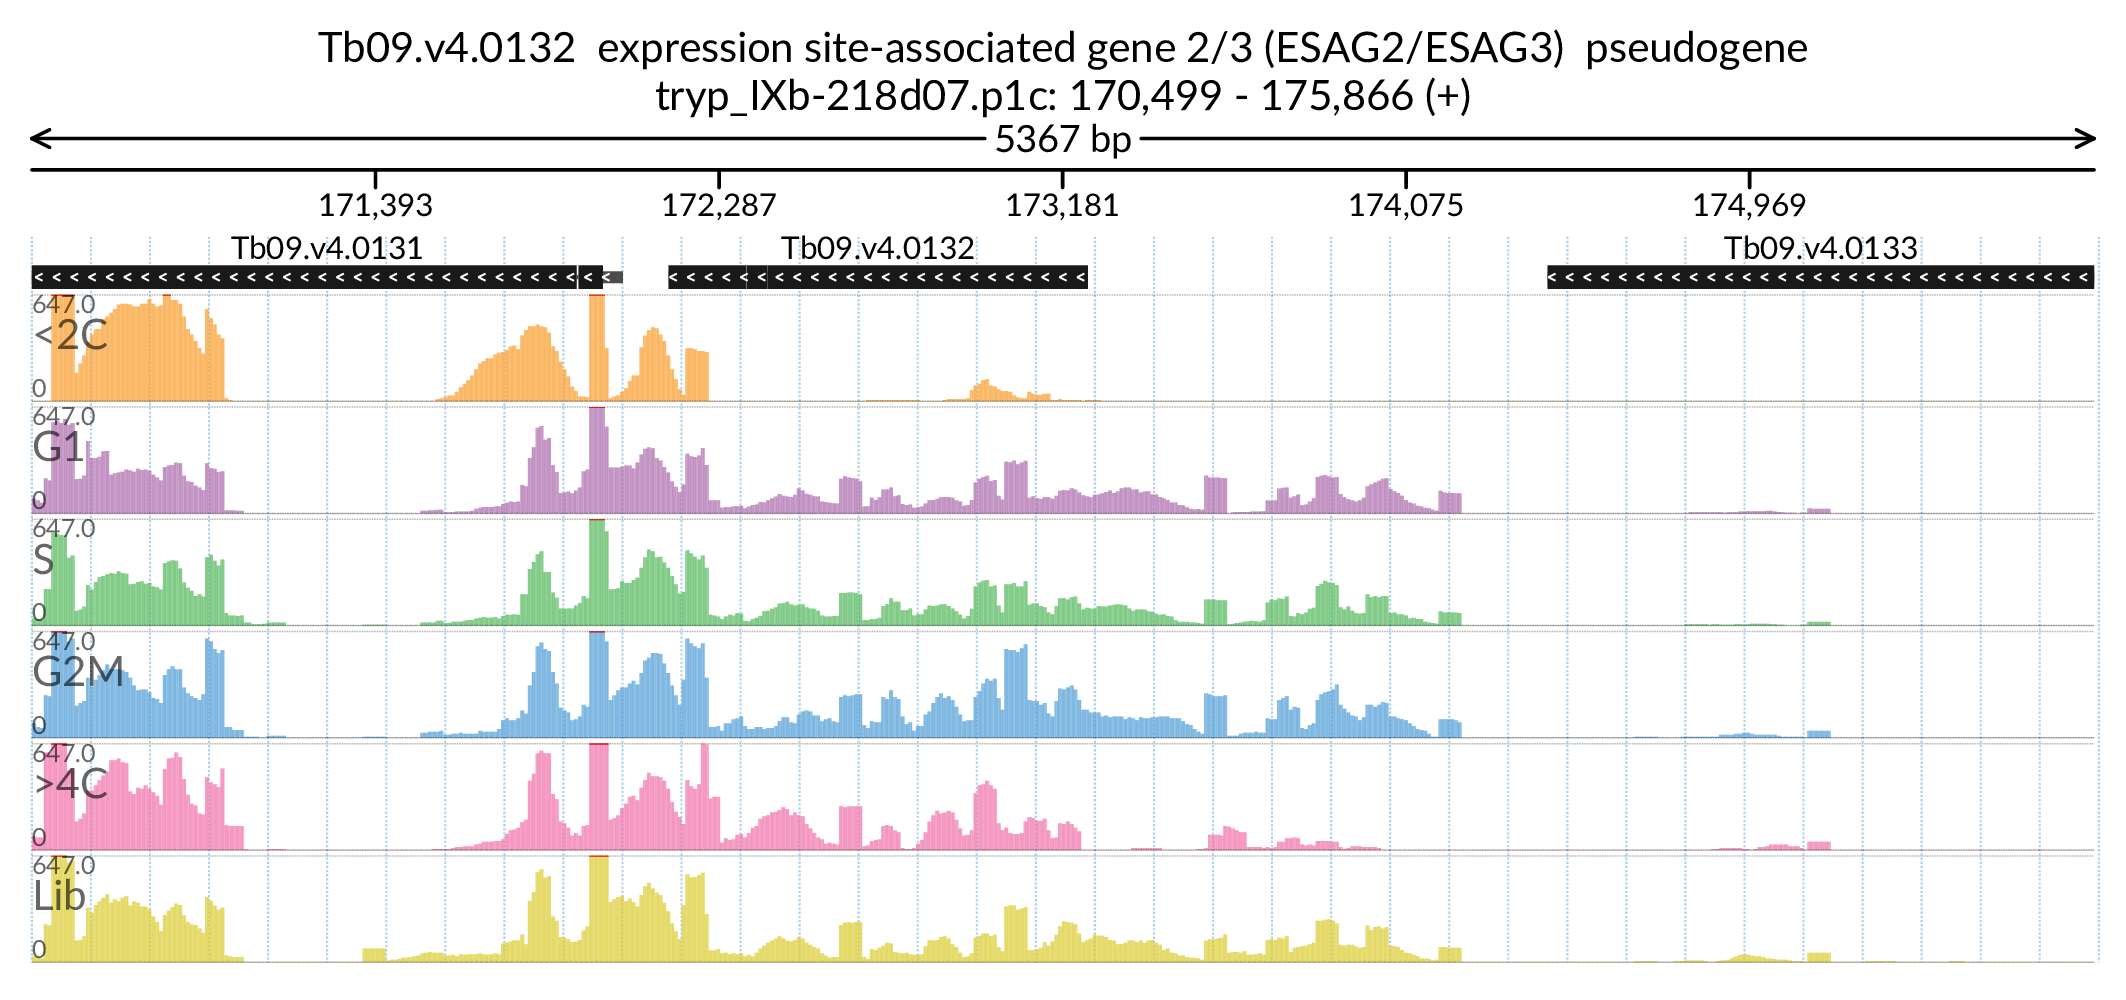 Tb09.v4.0132 expression site-associated gene 2/3 (ESAG2/ESAG3) pseudogene
tryp_IXb-218d07.p1c: 170,499 - 175,866 (+)
5367 bp
171,393 172,287 173,181 174,075 174,969
Tb09.v4.0131 Tb09.v4.0132 Tb09.v4.0133
647.0
<2C
0
647.0
G1
0
647.0
S
0
647.0
G2M
0
647.0
>4C
0
647.0
Lib
0